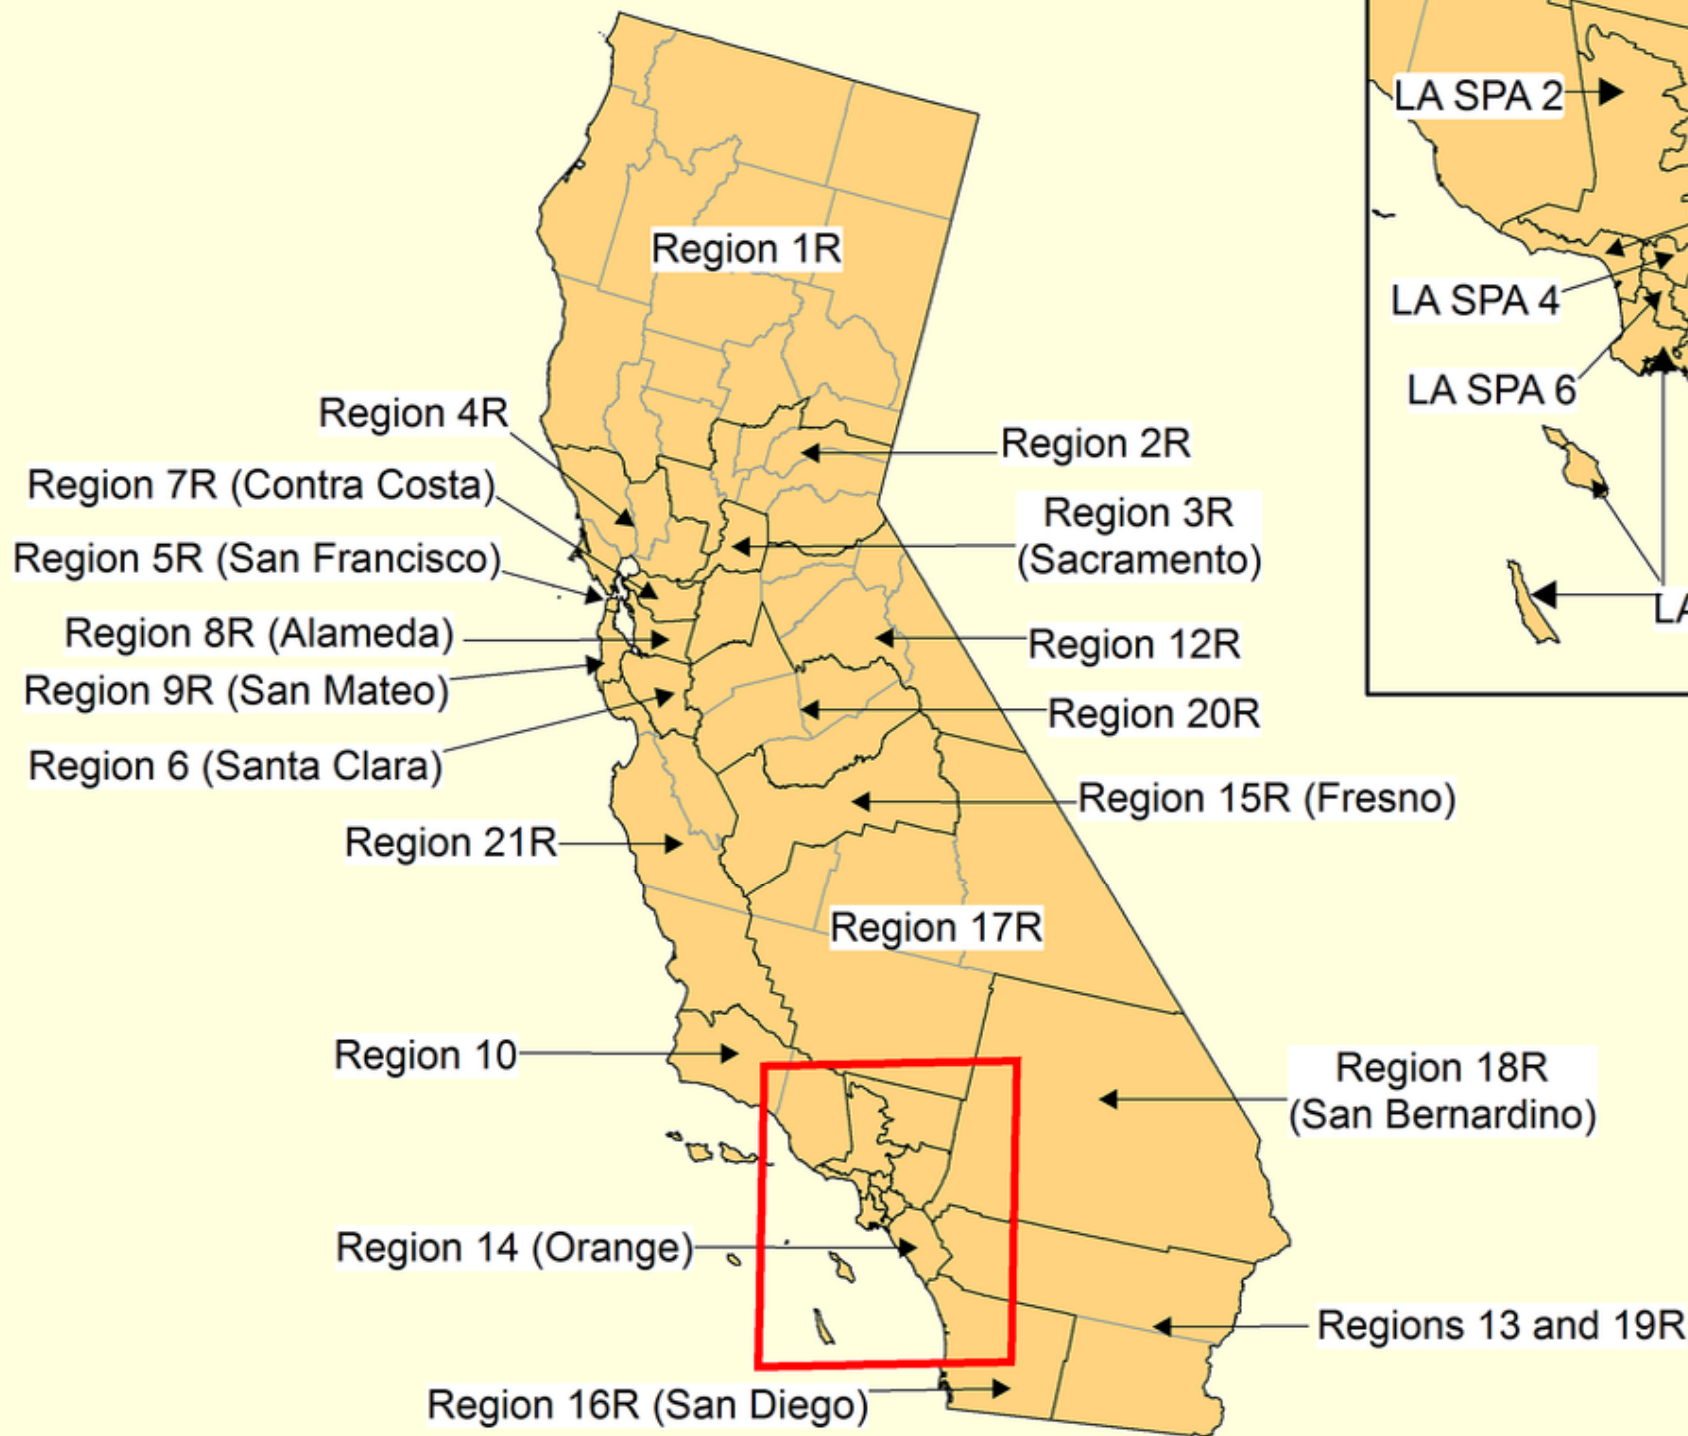 LA SPA 2
Region 1R
LA SPA 4
LA SPA 6
Region 4R
Region 2R
Region 7R (Contra Costa)
Region 3R
(Sacramento)
Region 5R (San Francisco)
LA
Region 8R (Alameda)
Region 12R
Region 9R (San Mateo)
Region 20R
Region 6 (Santa Clara)
Region 15R (Fresno)
Region 21R
Region 17R
Region 10
Region 18R
(San Bernardino)
Region 14 (Orange)
Regions 13 and 19R
Region 16R (San Diego)